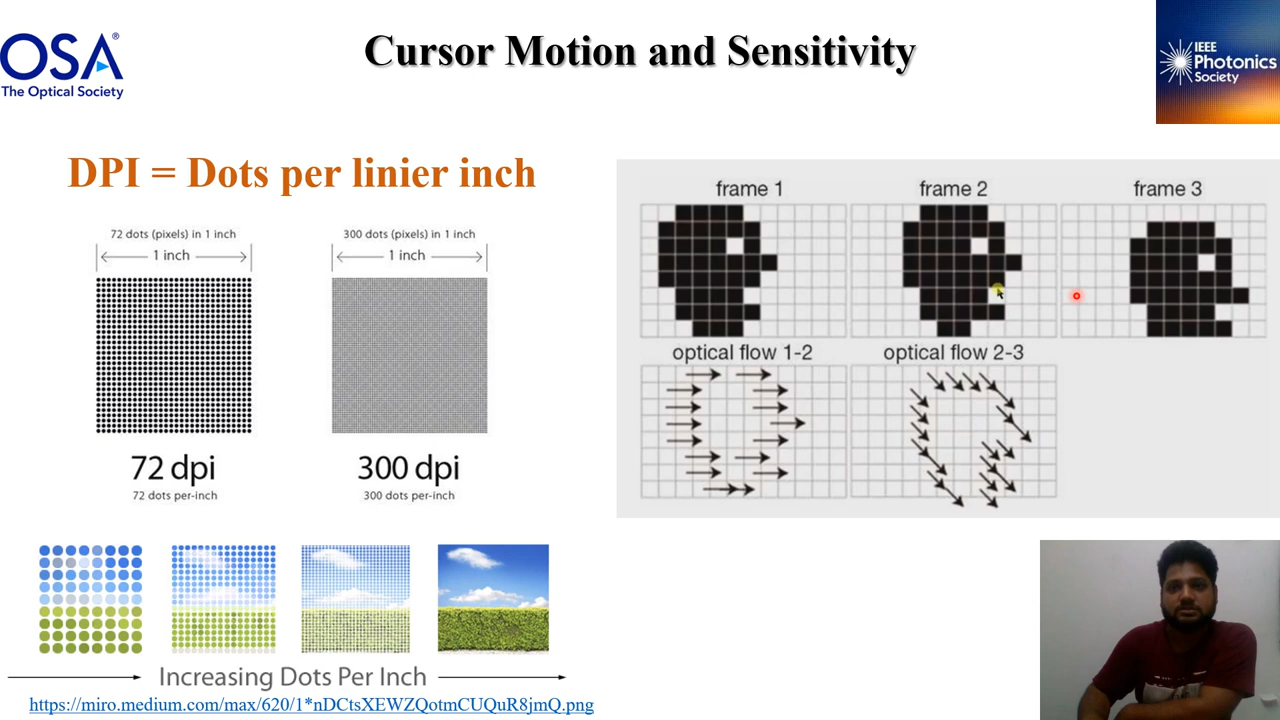 OSA®
The Optical Society
Cursor Motion and Sensitivity
IEEE
Photonics
Society
DPI = Dots per linier inch
72 dots (pixels) in 1 inch
1 inch
300 dots (pixels) in 1 inch
1 inch
72 dpi
72 dots per-inch
300 dpi
300 dots per-inch
Increasing Dots Per Inch
https://miro.medium.com/max/620/1*nDCtsXEWZQotmCUQuR8jmQ.png
frame 1
frame 2
frame 3
optical flow 1-2
optical flow 2-3